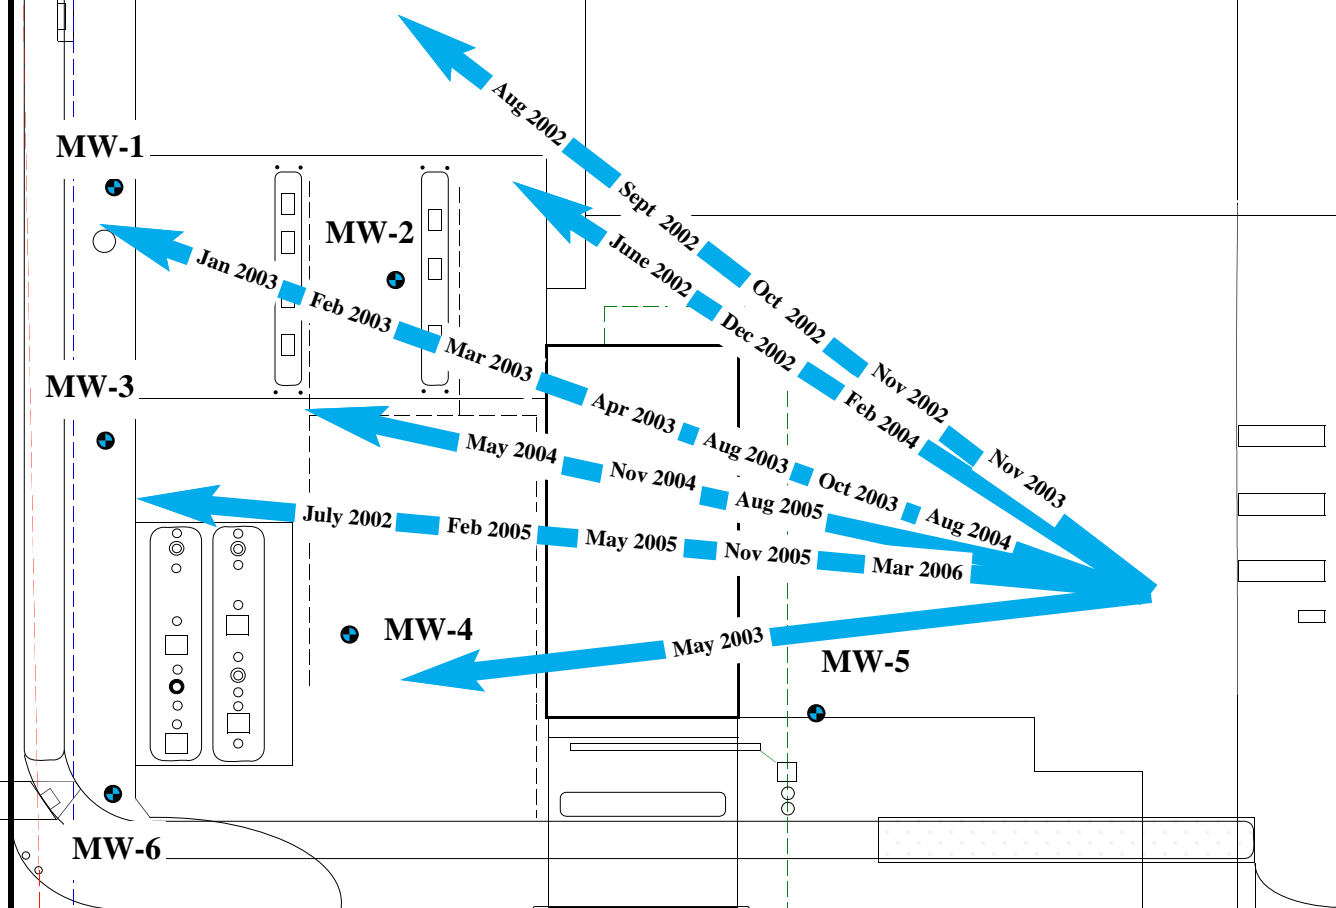 Aug 2002
Sept 2002
Oct 2002
Nov 2002
Nov 2003
June 2002
Dec 2002
Feb 2004
MW-1
MW-2
Jan 2003
Feb 2003
Mar 2003
Apr 2003
Aug 2003
Oct 2003
Aug 2004
MW-3
May 2004
Nov 2004
Aug 2005
July 2002
Feb 2005
May 2005
Nov 2005
Mar 2006
MW-4
May 2003
MW-5
MW-6